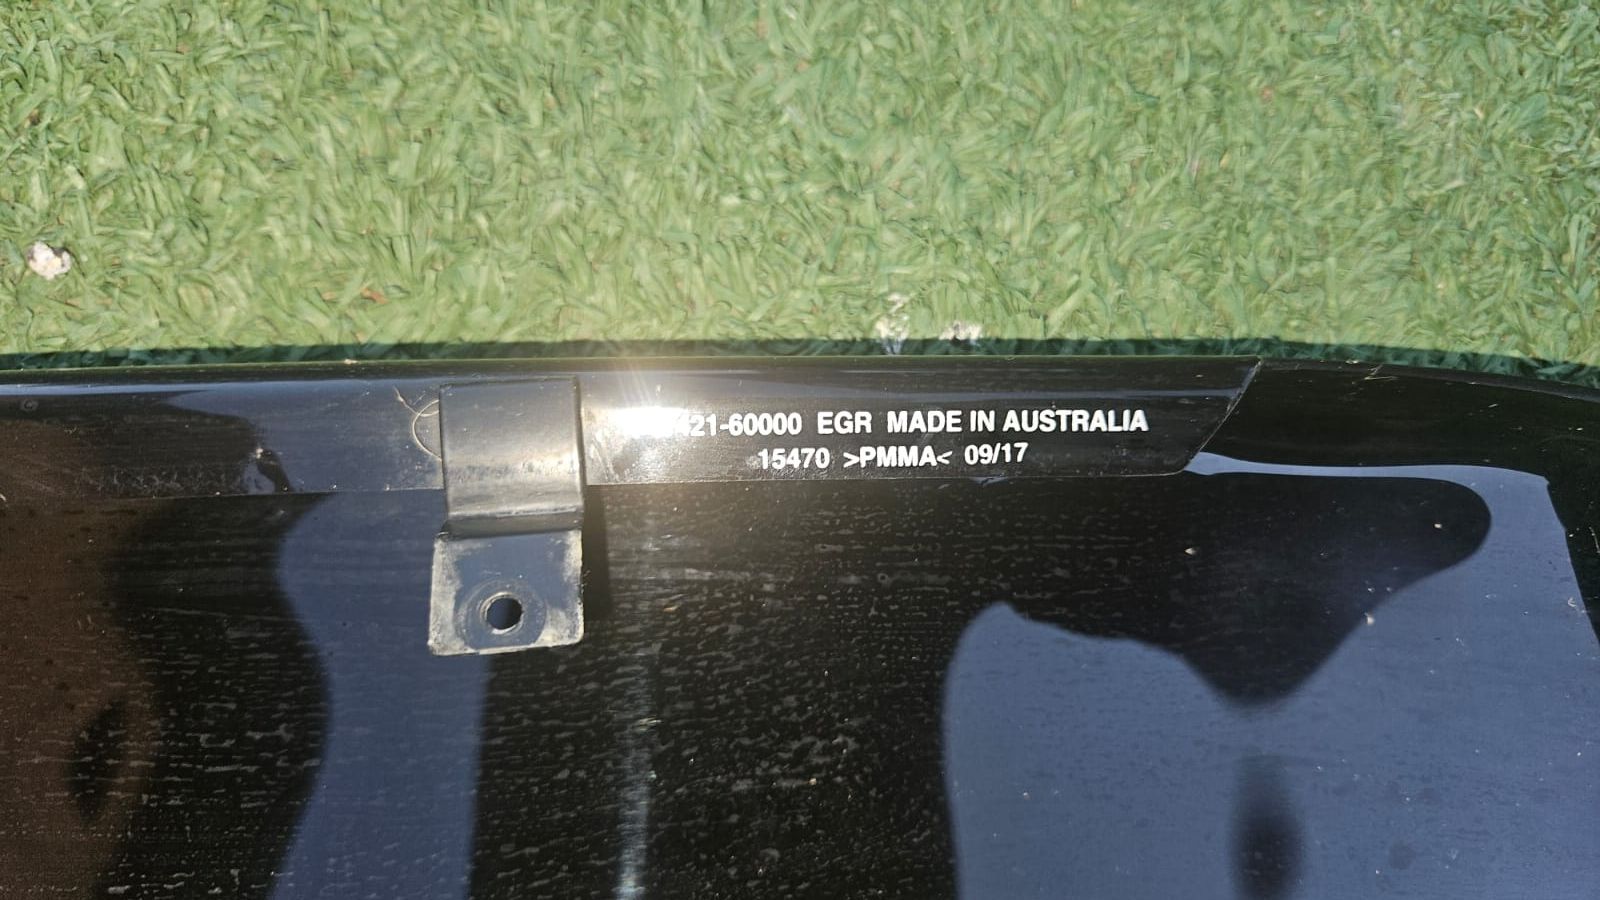 21-60000 EGR MADE IN AUSTRALIA
15470 >PMMA< 09/17